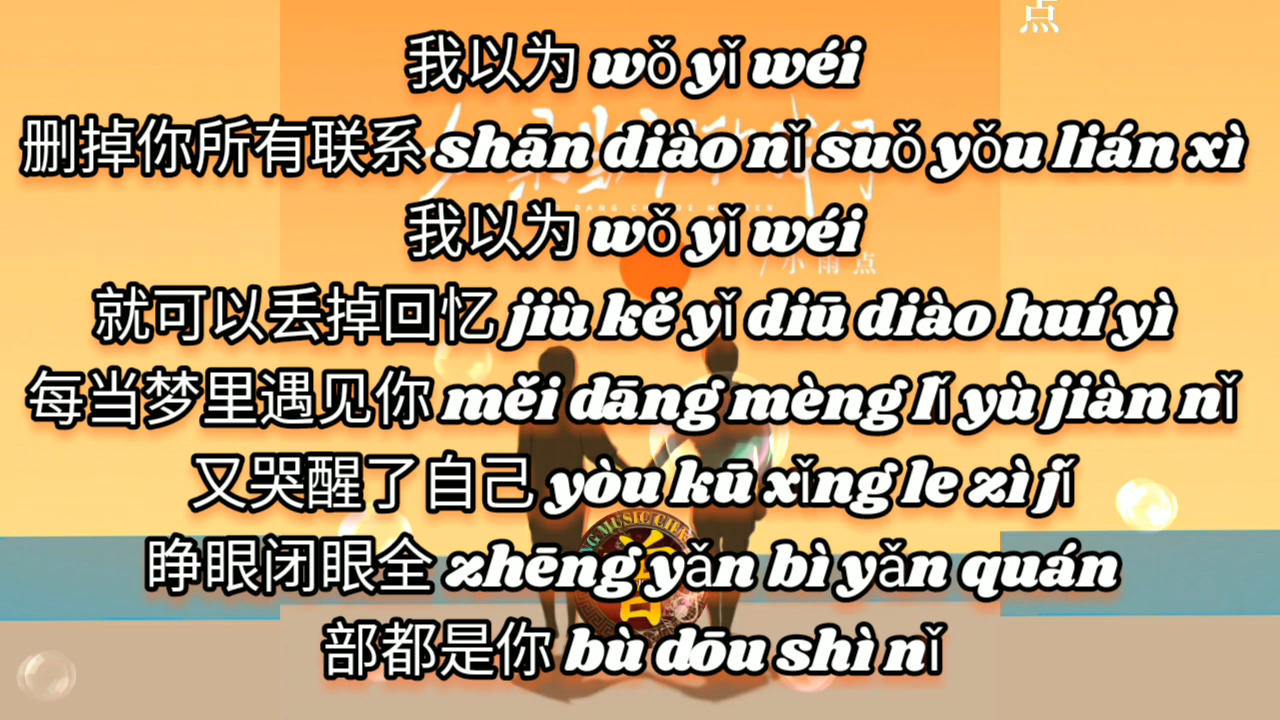 点
我以为 wǒ yǐ wéi
删掉你所有联系 shān diào nǐ suǒ yǒu lián xì
我以为 wǒ yǐ wéi
小雨点
就可以丢掉回忆 jiù kě yǐ diū diào huí yì
每当梦里遇见你 měi dāng mèng lǐ yù jiàn nǐ
又哭醒了自己 yòu kū xǐng le zì jǐ
MUSIC
睁眼闭眼全 zhēng yǎn bì yǎn quán
部都是你 bù dōu shì nǐ